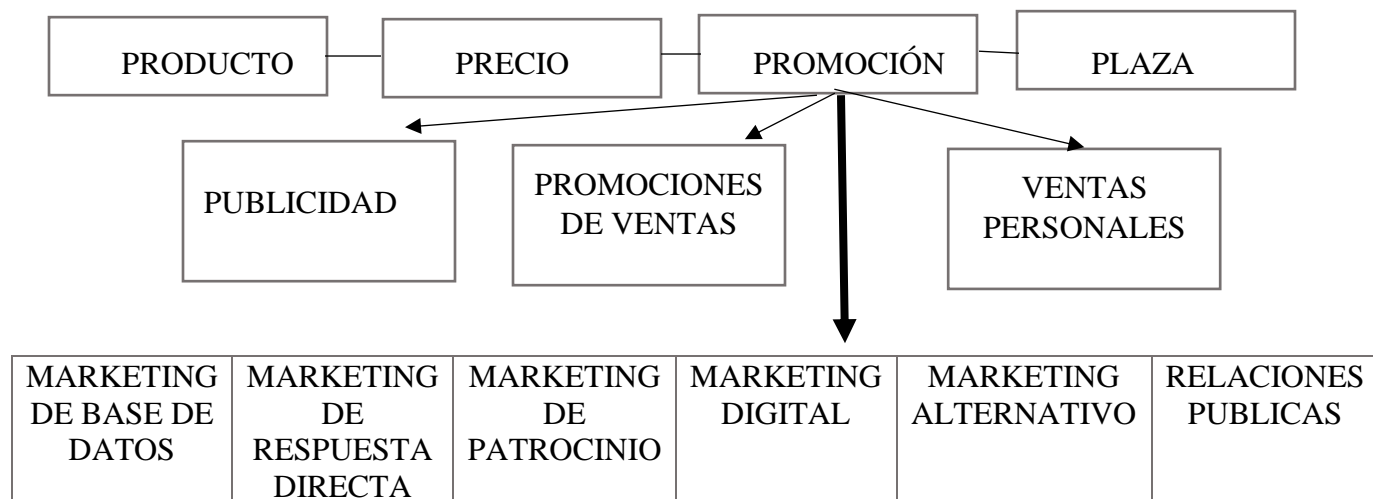 PRODUCTO
PRECIO
PROMOCIÓN
PLAZA
PUBLICIDAD
PROMOCIONES
DE VENTAS
VENTAS
PERSONALES
MARKETING
DE BASE DE
DATOS
MARKETING
DE
RESPUESTA
DIRECTA
MARKETING
DE
PATROCINIO
MARKETING
DIGITAL
MARKETING
ALTERNATIVO
RELACIONES
PUBLICAS